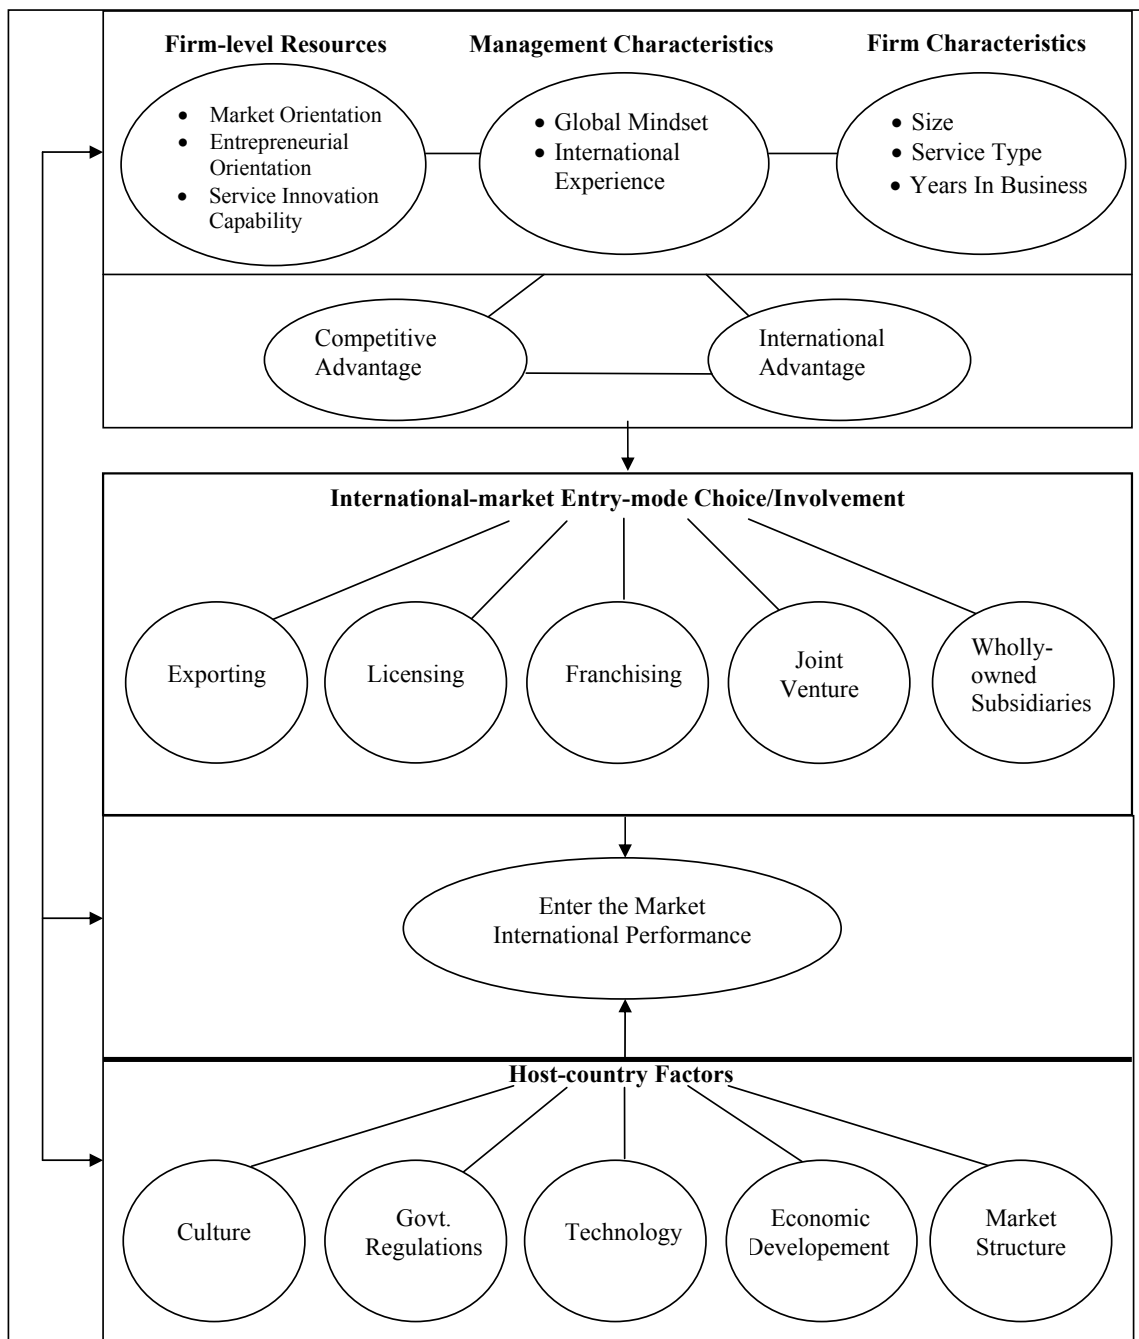 Firm-level Resources
Management Characteristics
Firm Characteristics
• Market Orientation
• Entrepreneurial
Orientation
• Service Innovation
Capability
• Global Mindset
• International
Experience
• Size
• Service Type
• Years In Business
Competitive
Advantage
International
Advantage
International-market Entry-mode Choice/Involvement
Exporting
Licensing
Franchising
Joint
Venture
Wholly-
owned
Subsidiaries
Enter the Market
International Performance
Host-country Factors
Culture
Govt.
Regulations
Technology
Economic
Developement
Market
Structure